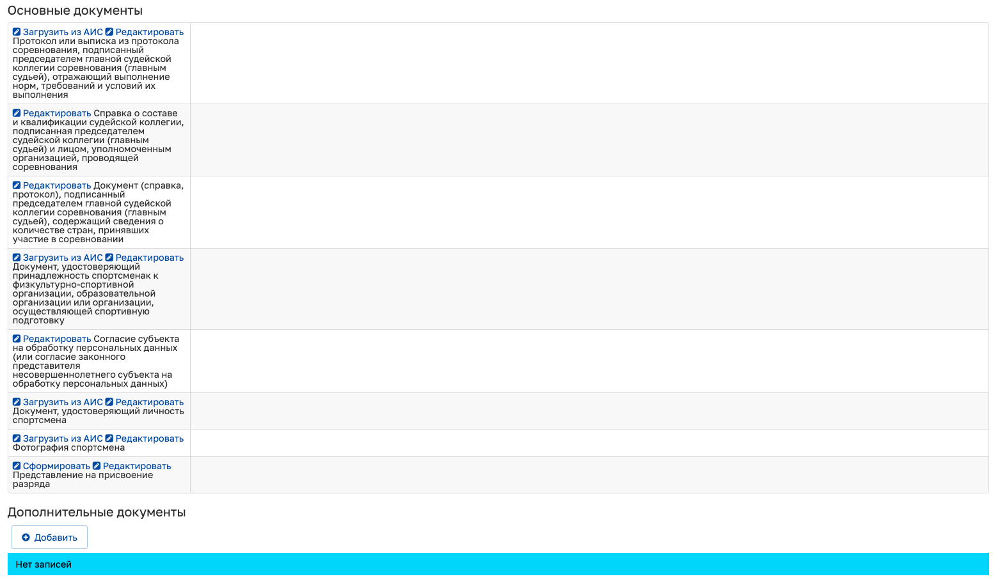 Основные документы
Загрузить из АИС Редактировать
Протокол или выписка из протокола
соревнования, подписанный
председателем главной судейской
коллегии соревнования (главным
судьей), отражающий выполнение
норм, требований и условий их
выполнения
Редактировать Справка о составе
и квалификации судейской коллегии,
подписанная председателем
судейской коллегии (главным
судьей) и лицом, уполномоченным
организацией, проводящей
соревнования
Редактировать Документ (справка,
протокол), подписанный
председателем главной судейской
коллегии соревнования (главным
судьей), содержащий сведения о
количестве стран, принявших
участие в соревновании
Загрузить из АИС Редактировать
Документ, удостоверяющий
принадлежность спортсменак к
физкультурно-спортивной
организации, образовательной
организации или организации,
осуществляющей спортивную
подготовку
Редактировать Согласие субъекта
на обработку персональных данных
(или согласие законного
представителя
несовершеннолетнего субъекта на
обработку персональных данных)
Загрузить из АИС Редактировать
Документ, удостоверяющий личность
спортсмена
Загрузить из АИС Редактировать
Фотография спортсмена
Сформировать Редактировать
Представление на присвоение
разряда
Дополнительные документы
Добавить
Нет записей